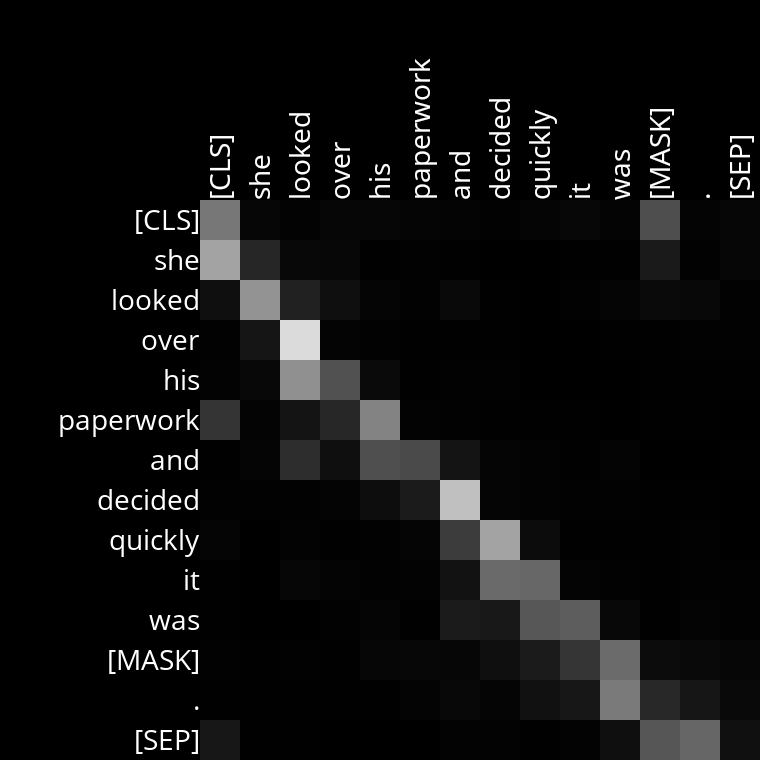 [CLS]
she
looked
over
his
paperwork
and
decided
quickly
it
was
[MASK]
.
[SEP]
[CLS]
she
looked
over
his
paperwork
and
decided
quickly
it
was
[MASK]
.
[SEP]